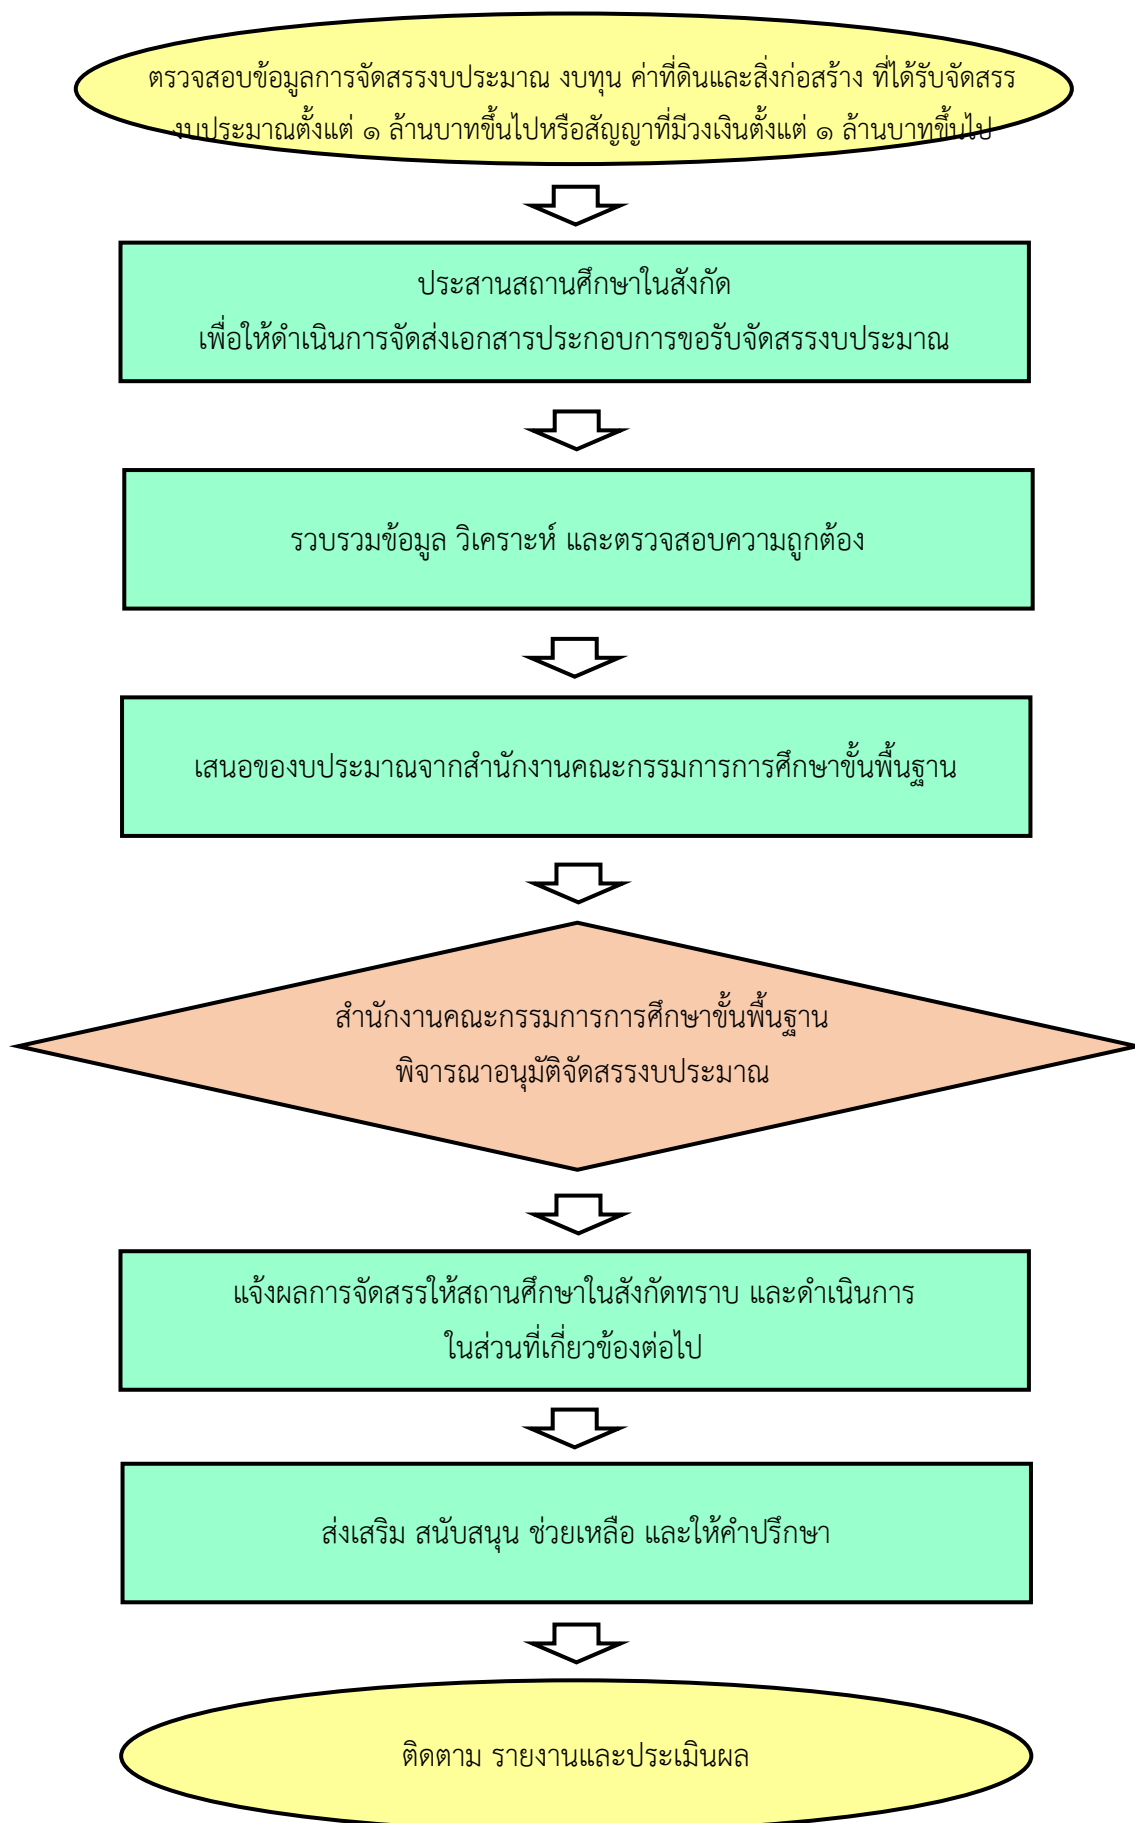 ตรวจสอบข้อมูลการจัดสรรงบประมาณ งบทุน ค่าที่ดินและสิ่งก่อสร้าง ที่ได้รับจัดสรร
งบประมาณตั้งแต่ ๑ ล้านบาทขึ้นไปหรือสัญญาที่มีวงเงินตั้งแต่ ๑ ล้านบาทขึ้นไป
ประสานสถานศึกษาในสังกัด
เพื่อให้ดำเนินการจัดส่งเอกสารประกอบการขอรับจัดสรรงบประมาณ
รวบรวมข้อมูล วิเคราะห์ และตรวจสอบความถูกต้อง
เสนอของบประมาณจากสำนักงานคณะกรรมการการศึกษาขั้นพื้นฐาน
สำนักงานคณะกรรมการการศึกษาขั้นพื้นฐาน
พิจารณาอนุมัติจัดสรรงบประมาณ
แจ้งผลการจัดสรรให้สถานศึกษาในสังกัดทราบ และดำเนินการ
ในส่วนที่เกี่ยวข้องต่อไป
ส่งเสริม สนับสนุน ช่วยเหลือ และให้คำปรึกษา
ติดตาม รายงานและประเมินผล